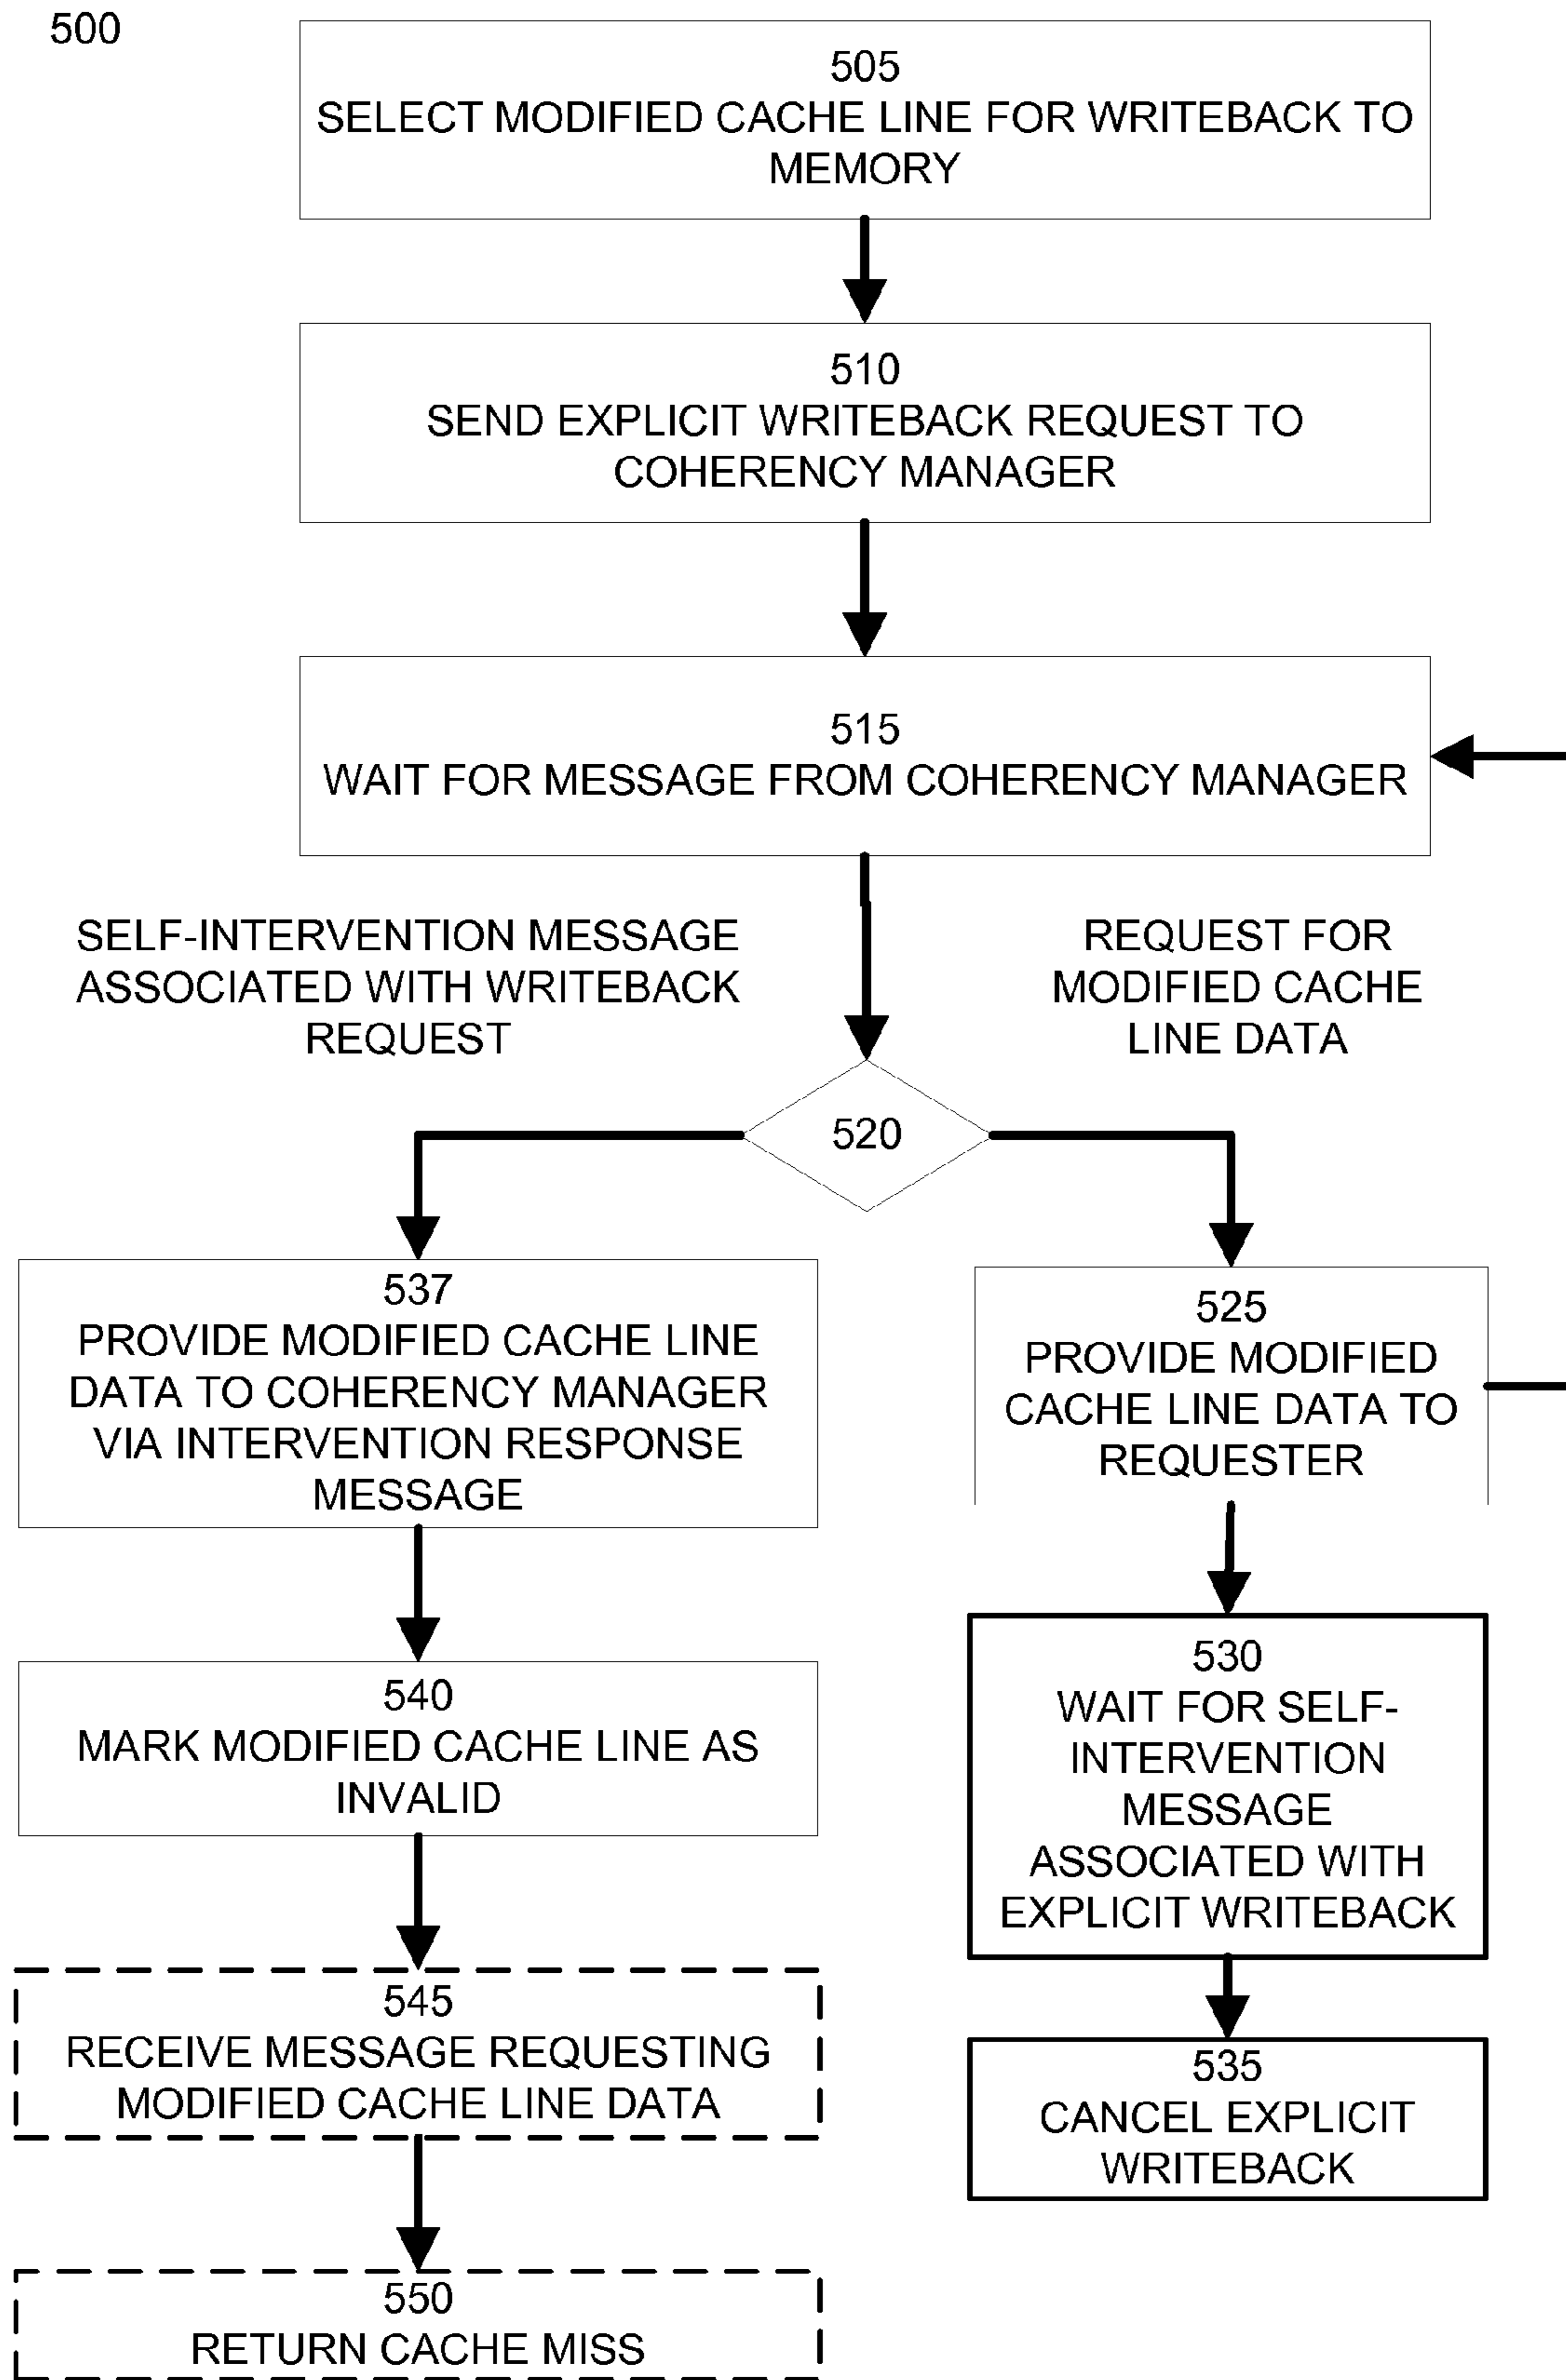 500
505
SELECT MODIFIED CACHE LINE FOR WRITEBACK TO
MEMORY
510
SEND EXPLICIT WRITEBACK REQUEST TO
COHERENCY MANAGER
515
WAIT FOR MESSAGE FROM COHERENCY MANAGER
SELF-INTERVENTION MESSAGE
ASSOCIATED WITH WRITEBACK
REQUEST
REQUEST FOR
MODIFIED CACHE
LINE DATA
520
537
PROVIDE MODIFIED CACHE LINE
DATA TO COHERENCY MANAGER
VIA INTERVENTION RESPONSE
MESSAGE
525
PROVIDE MODIFIED
CACHE LINE DATA TO
REQUESTER
540
MARK MODIFIED CACHE LINE AS
INVALID
530
WAIT FOR SELF-
INTERVENTION
MESSAGE
ASSOCIATED WITH
EXPLICIT WRITEBACK
545
RECEIVE MESSAGE REQUESTING
MODIFIED CACHE LINE DATA
535
CANCEL EXPLICIT
WRITEBACK
550
RETURN CACHE MISS